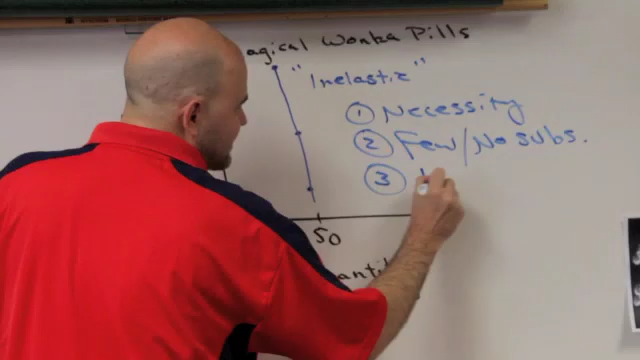 agical Wonka Pills
"Inelastic"
① Necessity
② Few/No subs.
③
50
antit